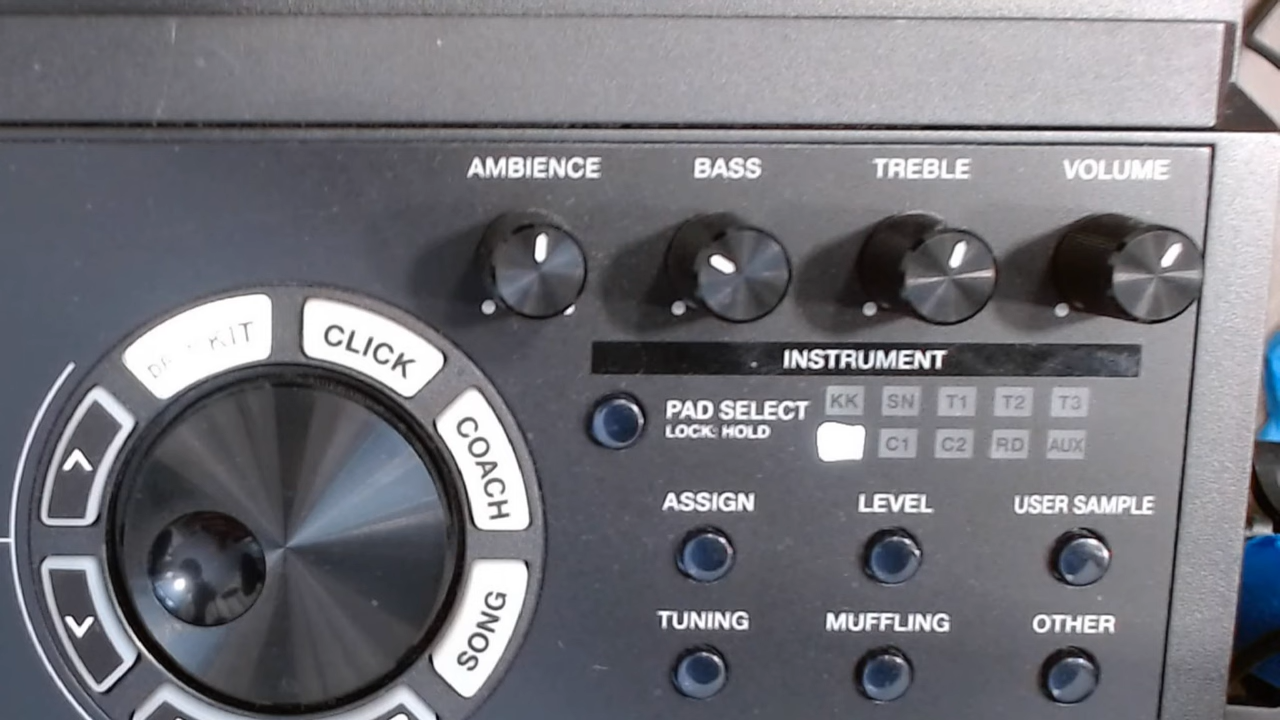 AMBIENCE BASS TREBLE VOLUME
INSTRUMENT
PAD SELECT
LOCK: HOLD
KK SN T1 T2 T3
C1 C2 RD AUX
ASSIGN LEVEL USER SAMPLE
TUNING MUFFLING OTHER
KIT
CLICK
COACH
SONG